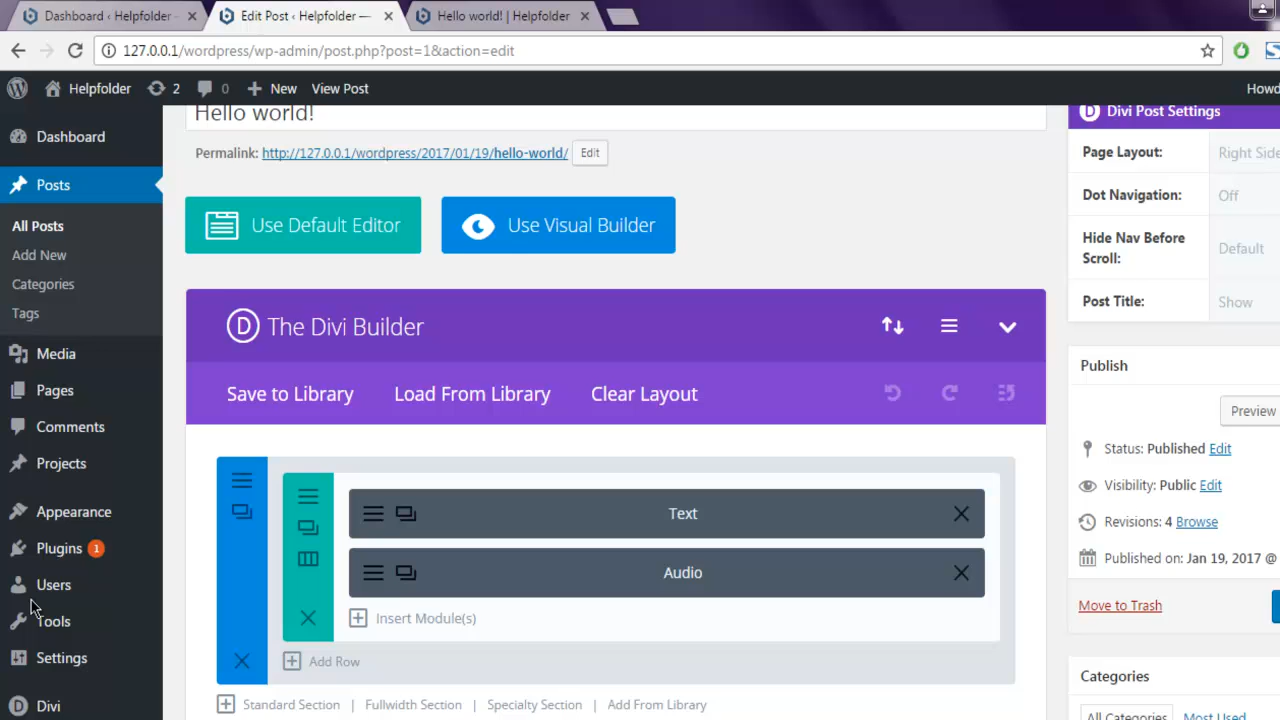 Dashboard ‹ Helpfolder -
Edit Post ‹ Helpfolder —
Hello world! | Helpfolder
127.0.0.1/wordpress/wp-admin/post.php?post=1&action=edit
Helpfolder 2 0 New View Post Howd
Dashboard
Posts
All Posts
Add New
Categories
Tags
Media
Pages
Comments
Projects
Appearance
Plugins 1
Users
Tools
Settings
Divi
Hello world!
Permalink: http://127.0.0.1/wordpress/2017/01/19/hello-world/ Edit
Use Default Editor
Use Visual Builder
The Divi Builder
Save to Library
Load From Library
Clear Layout
Text
Audio
Insert Module(s)
Add Row
Standard Section | Fullwidth Section | Specialty Section | Add From Library
Divi Post Settings
Page Layout: Right Side
Dot Navigation: Off
Hide Nav Before
Scroll: Default
Post Title: Show
Publish
Preview
Status: Published Edit
Visibility: Public Edit
Revisions: 4 Browse
Published on: Jan 19, 2017 @
Move to Trash
Categories
All Categories Most Used